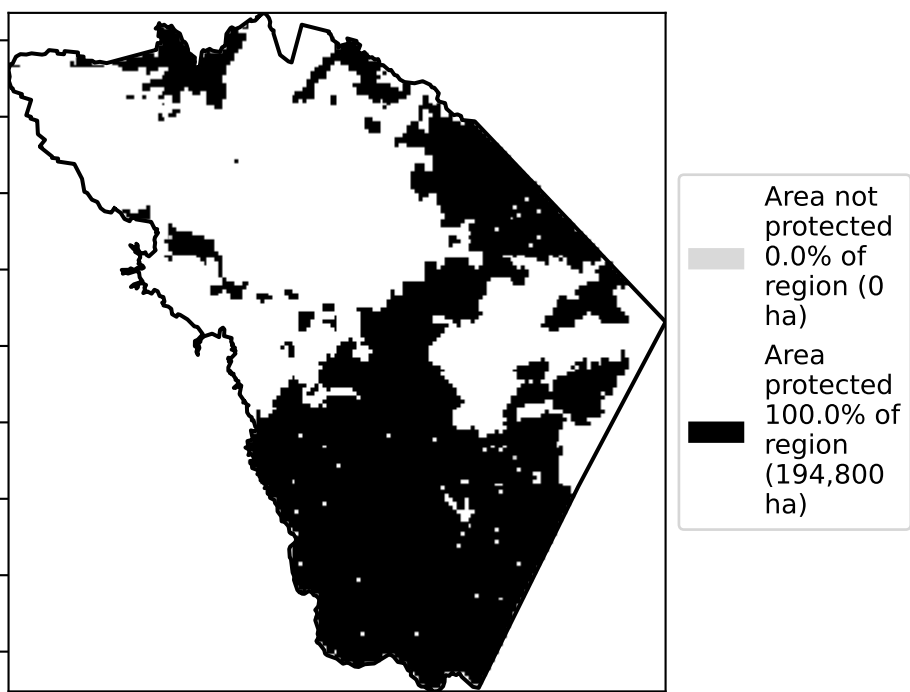 Area not
protected
0.0% of
region (0
ha)
Area
protected
100.0% of
region
(194,800
ha)